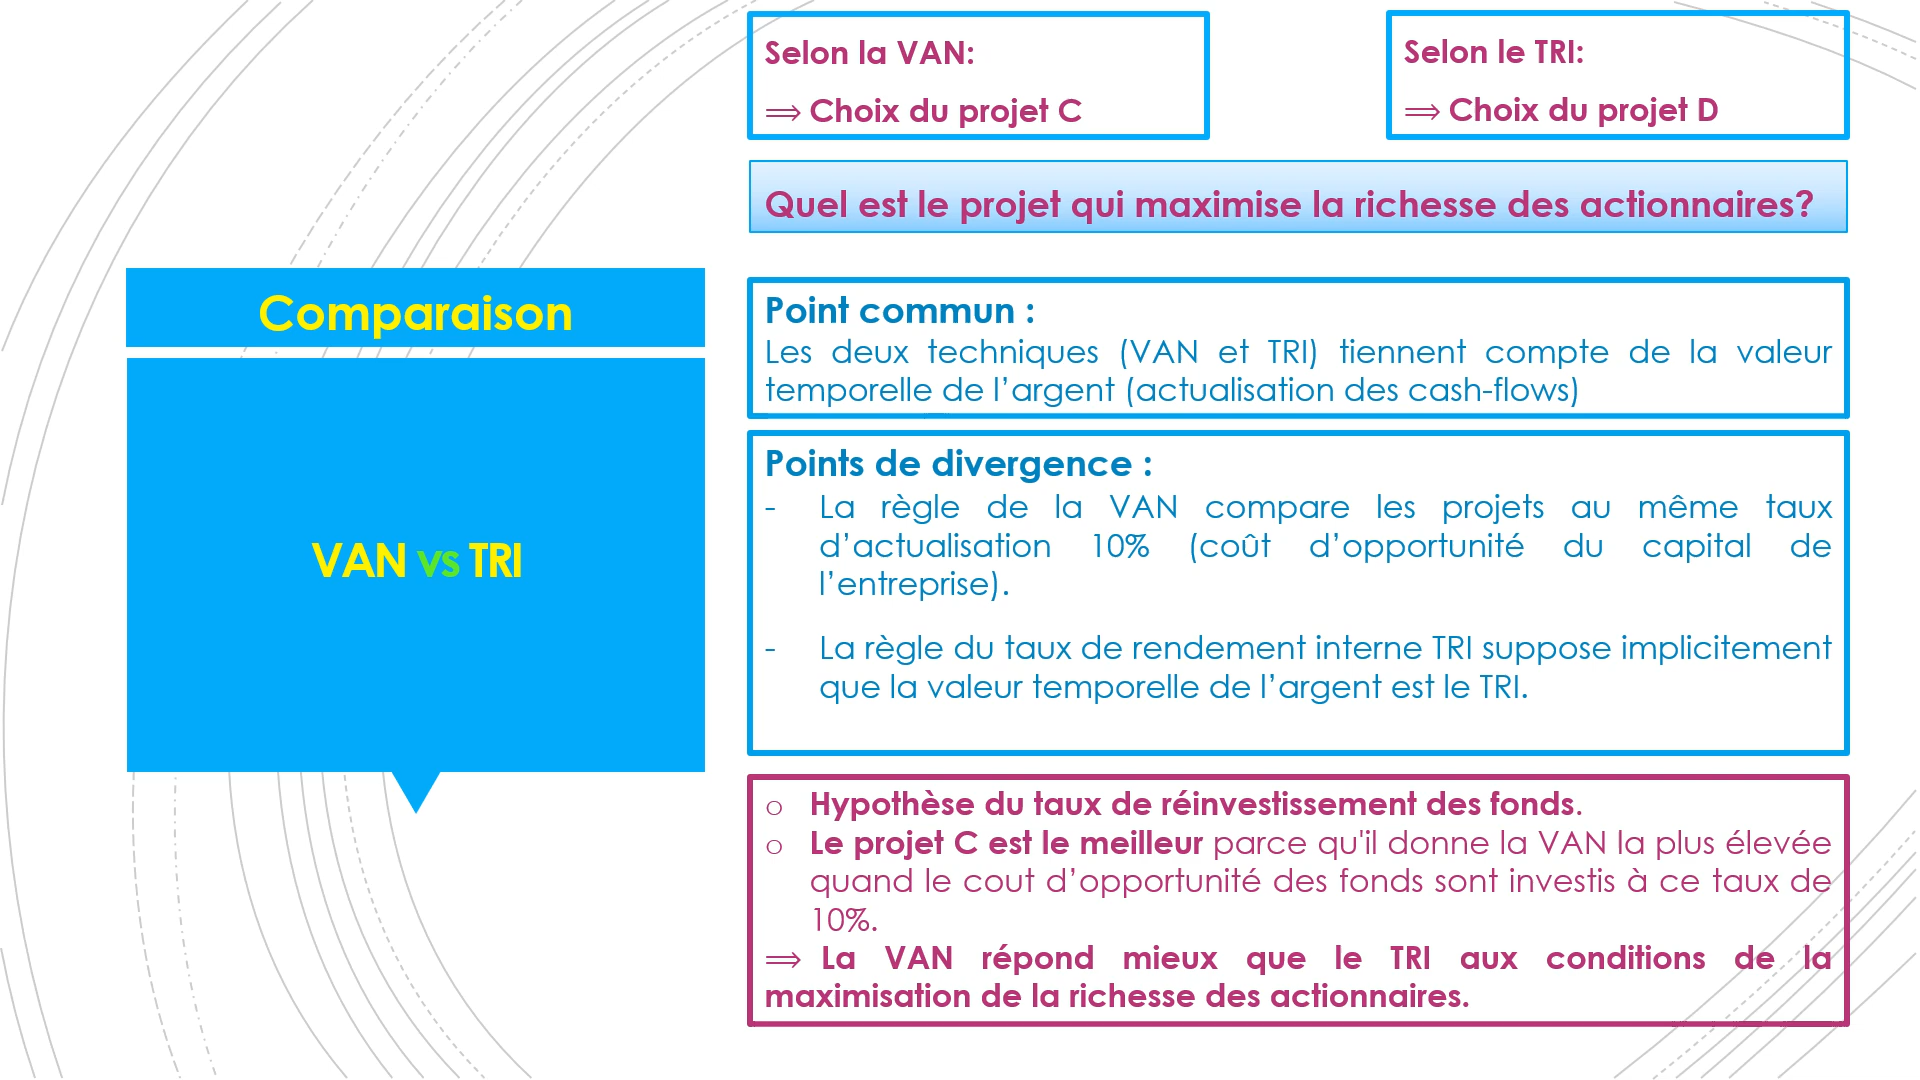 Selon la VAN:
⟹ Choix du projet C
Selon le TRI:
⟹ Choix du projet D
Quel est le projet qui maximise la richesse des actionnaires?
Comparaison
VAN vs TRI
Point commun :
Les deux techniques (VAN et TRI) tiennent compte de la valeur
temporelle de l’argent (actualisation des cash-flows)
Points de divergence :
- La règle de la VAN compare les projets au même taux
d’actualisation 10% (coût d’opportunité du capital de
l’entreprise).
- La règle du taux de rendement interne TRI suppose implicitement
que la valeur temporelle de l’argent est le TRI.
o Hypothèse du taux de réinvestissement des fonds.
o Le projet C est le meilleur parce qu'il donne la VAN la plus élevée
quand le cout d’opportunité des fonds sont investis à ce taux de
10%.
⟹ La VAN répond mieux que le TRI aux conditions de la
maximisation de la richesse des actionnaires.